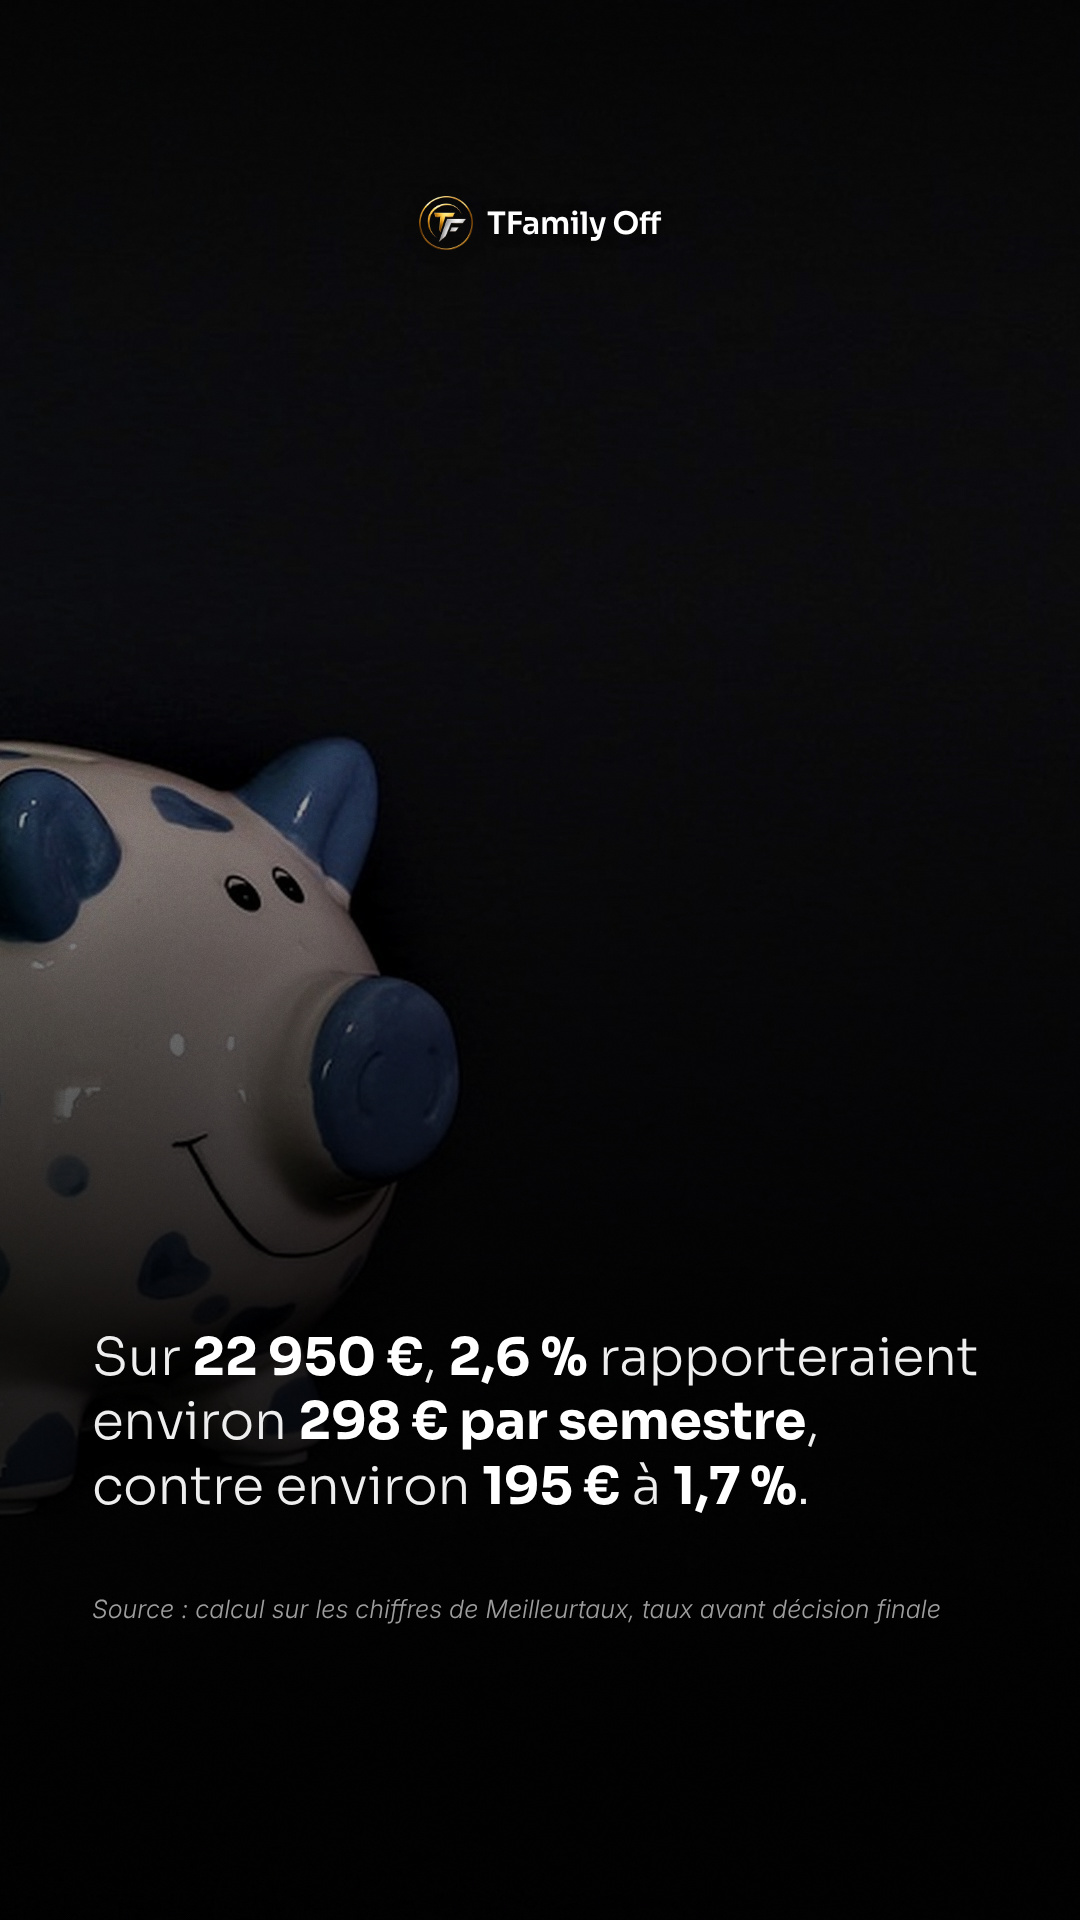 TFamily Off
Sur 22 950 €, 2,6 % rapporteraient
environ 298 € par semestre,
contre environ 195 € à 1,7 %.
Source : calcul sur les chiffres de Meilleurtaux, taux avant décision finale